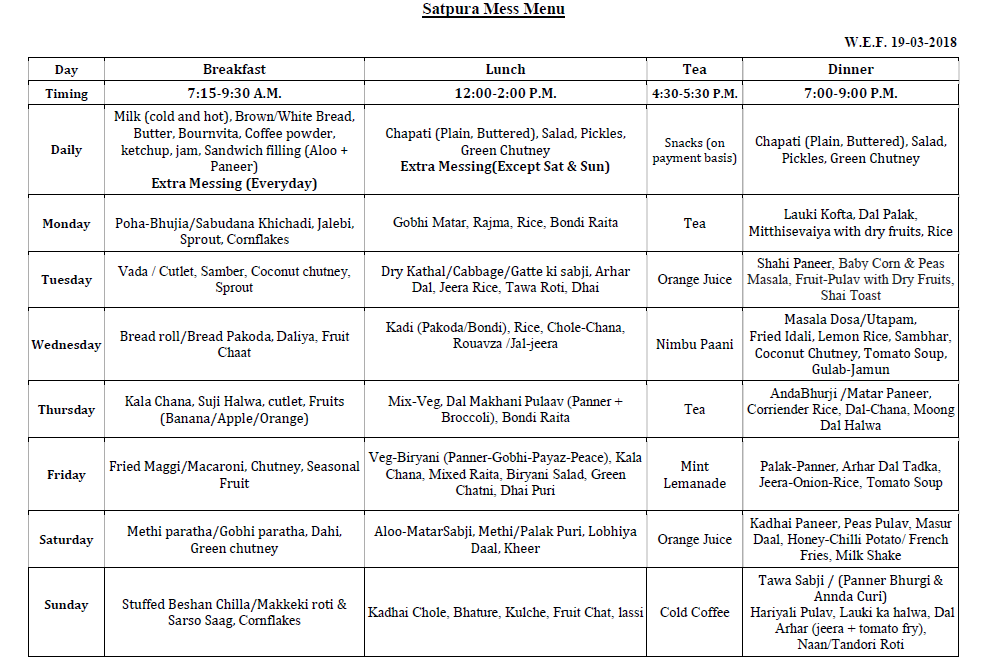 Satpura Mess Menu
W.E.F. 19-03-2018
Day Breakfast Lunch Tea Dinner
Timing 7:15-9:30 A.M. 12:00-2:00 P.M. 4:30-5:30 P.M. 7:00-9:00 P.M.
Daily
Milk (cold and hot), Brown/White Bread,
Butter, Bournvita, Coffee powder,
ketchup, jam, Sandwich filling (Aloo +
Paneer)
Extra Messing (Everyday)
Chapati (Plain, Buttered), Salad, Pickles,
Green Chutney
Extra Messing(Except Sat & Sun)
Snacks (on
payment basis)
Chapati (Plain, Buttered), Salad,
Pickles, Green Chutney
Monday
Poha-Bhujia/Sabudana Khichadi, Jalebi,
Sprout, Cornflakes
Gobhi Matar, Rajma, Rice, Bondi Raita
Tea
Lauki Kofta, Dal Palak,
Mitthisevaiya with dry fruits, Rice
Tuesday
Vada / Cutlet, Samber, Coconut chutney,
Sprout
Dry Kathal/Cabbage/Gatte ki sabji, Arhar
Dal, Jeera Rice, Tawa Roti, Dhai
Orange Juice
Shahi Paneer, Baby Corn & Peas
Masala, Fruit-Pulav with Dry Fruits,
Shai Toast
Wednesday
Bread roll/Bread Pakoda, Daliya, Fruit
Chaat
Kadi (Pakoda/Bondi), Rice, Chole-Chana,
Rouavza /Jal-jeera
Nimbu Paani
Masala Dosa/Utapam,
Fried Idali, Lemon Rice, Sambhar,
Coconut Chutney, Tomato Soup,
Gulab-Jamun
Thursday
Kala Chana, Suji Halwa, cutlet, Fruits
(Banana/Apple/Orange)
Mix-Veg, Dal Makhani Pulaav (Panner +
Broccoli), Bondi Raita
Tea
AndaBhurji /Matar Paneer,
Corriender Rice, Dal-Chana, Moong
Dal Halwa
Friday
Fried Maggi/Macaroni, Chutney, Seasonal
Fruit
Veg-Biryani (Panner-Gobhi-Payaz-Peace), Kala
Chana, Mixed Raita, Biryani Salad, Green
Chatni, Dhai Puri
Mint
Lemanade
Palak-Panner, Arhar Dal Tadka,
Jeera-Onion-Rice, Tomato Soup
Saturday
Methi paratha/Gobhi paratha, Dahi,
Green chutney
Aloo-MatarSabji, Methi/Palak Puri, Lobhiya
Daal, Kheer
Orange Juice
Kadhai Paneer, Peas Pulav, Masur
Daal, Honey-Chilli Potato/ French
Fries, Milk Shake
Sunday
Stuffed Beshan Chilla/Makkeki roti &
Sarso Saag, Cornflakes
Kadhai Chole, Bhature, Kulche, Fruit Chat, lassi
Cold Coffee
Tawa Sabji / (Panner Bhurgi &
Annda Curi)
Hariyali Pulav, Lauki ka halwa, Dal
Arhar (jeera + tomato fry),
Naan/Tandori Roti